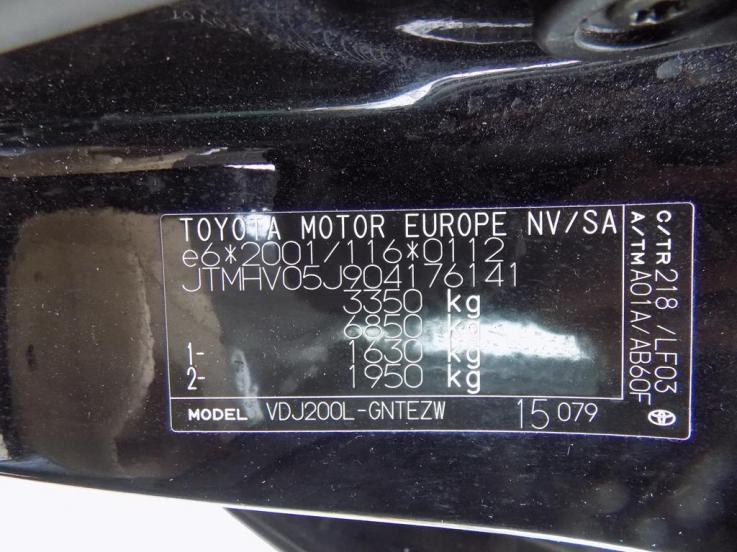 TOYOTA MOTOR EUROPE NV/SA
e6*2001/116*0112
JTMHV05J904176141
3350 kg
6850 kg
1- 1630 kg
2- 1950 kg
MODEL VDJ200L-GNTEZW 15 079
C/TR 218 /LF03
A/TM A01A/AB60F